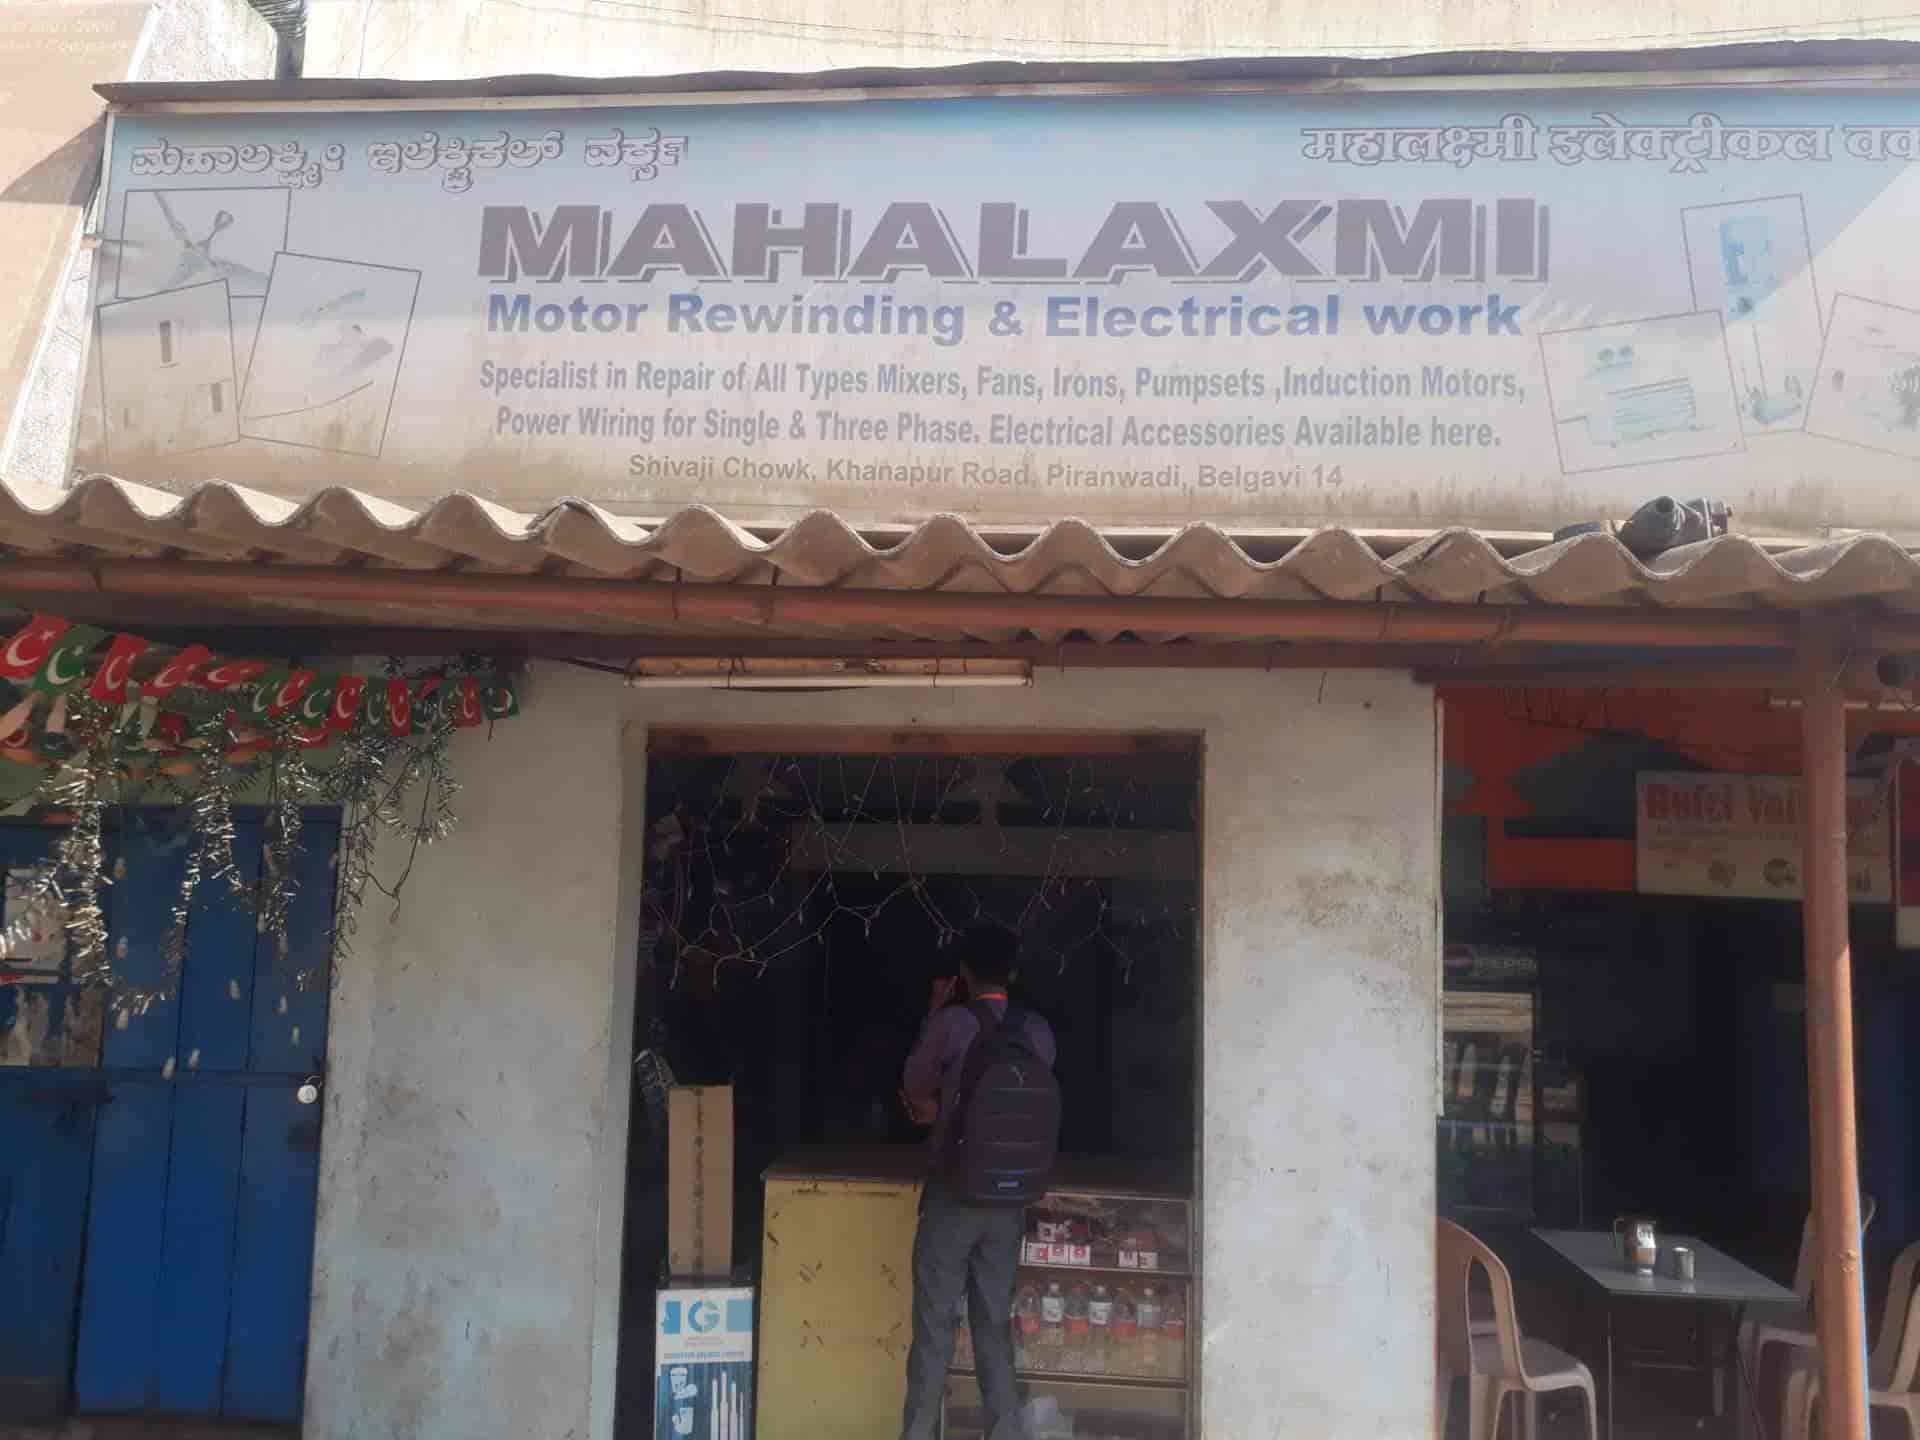 ಮಹಾಲಕ್ಷ್ಮೀ ಇಲೆಕ್ಟ್ರಿಕಲ್ ವರ್ಕ್ಸ್
महालक्ष्मी इलेक्ट्रीकल
MAHALAXMI
Motor Rewinding & Electrical work
Specialist in Repair of All Types Mixers, Fans, Irons, Pumpsets ,Induction Motors,
Power Wiring for Single & Three Phase. Electrical Accessories Available here.
Shivaji Chowk, Khanapur Road, Piranwadi, Belgavi 14
PEPSI
G